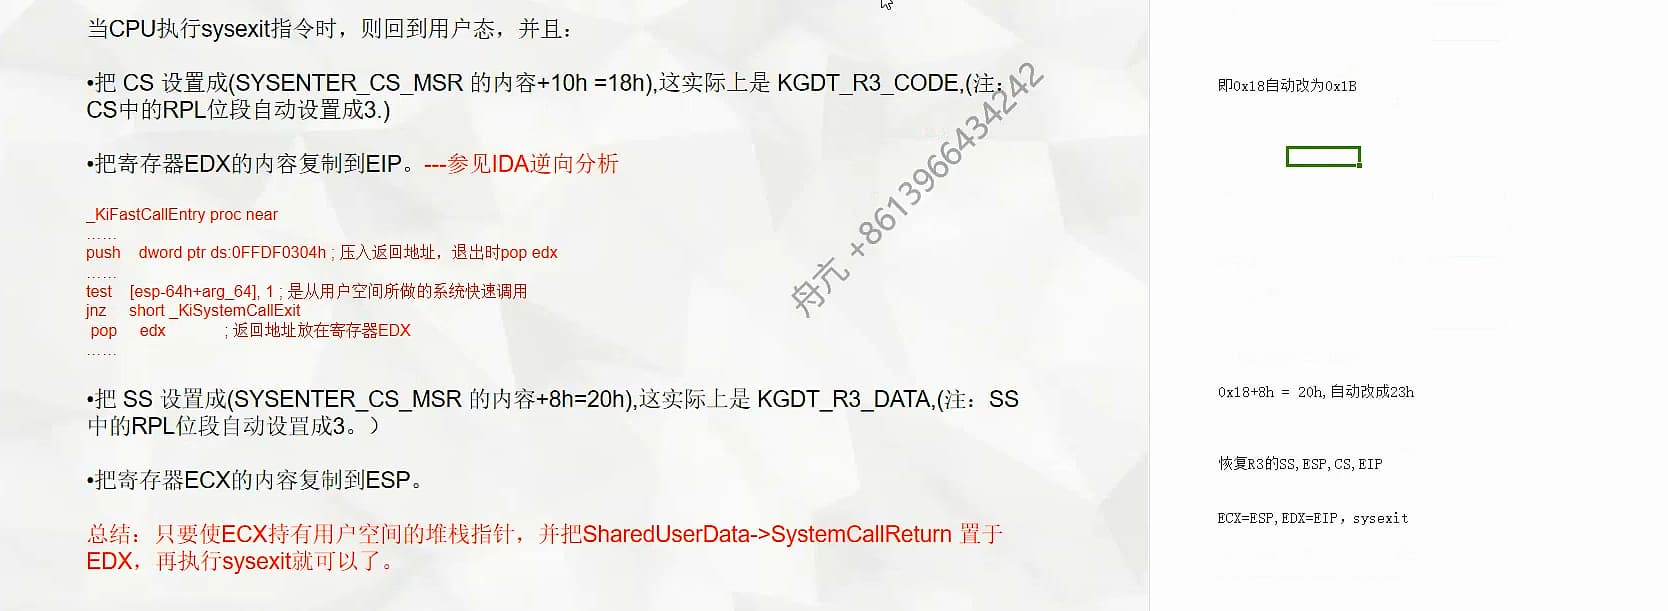 当CPU执行sysexit指令时，则回到用户态，并且：
•把 CS 设置成(SYSENTER_CS_MSR 的内容+10h =18h),这实际上是 KGDT_R3_CODE,(注：
CS中的RPL位段自动设置成3.)
即0x18自动改为0x1B
•把寄存器EDX的内容复制到EIP。---参见IDA逆向分析
_KiFastCallEntry proc near
……
push dword ptr ds:0FFDF0304h ; 压入返回地址，退出时pop edx
……
test [esp-64h+arg_64], 1 ; 是从用户空间所做的系统快速调用
jnz short _KiSystemCallExit
pop edx ; 返回地址放在寄存器EDX
……
•把 SS 设置成(SYSENTER_CS_MSR 的内容+8h=20h),这实际上是 KGDT_R3_DATA,(注：SS
中的RPL位段自动设置成3。）
0x18+8h = 20h,自动改成23h
•把寄存器ECX的内容复制到ESP。
恢复R3的SS,ESP,CS,EIP
总结：只要使ECX持有用户空间的堆栈指针，并把SharedUserData->SystemCallReturn 置于
EDX，再执行sysexit就可以了。
ECX=ESP,EDX=EIP，sysexit
舟亢 +8613966434242